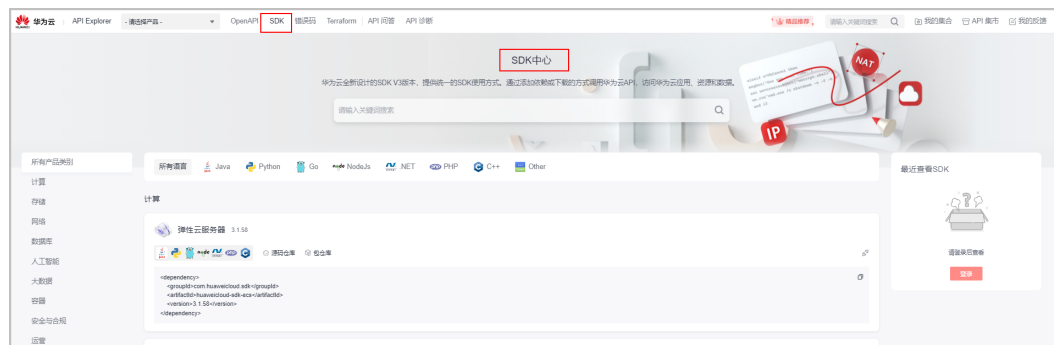 华为云
API Explorer
- 请选择产品 -
OpenAPI
SDK
错误码
Terraform
API 问答
API 诊断
精品推荐
请输入关键词搜索
我的集合
API 集市
我的反馈
SDK中心
华为云全新设计的SDK V3版本，提供统一的SDK使用方式。通过添加依赖或下载的方式调用华为云API，访问华为云应用、资源和数据。
请输入关键词搜索
NAT
IP
所有产品类别
计算
存储
网络
数据库
人工智能
大数据
容器
安全与合规
运营
所有语言
Java
Python
Go
NodeJs
.NET
PHP
C++
Other
计算
弹性云服务器 3.1.58
源码仓库
包仓库
<dependency>
<groupId>com.huaweicloud.sdk</groupId>
<artifactId>huaweicloud-sdk-ecs</artifactId>
<version>3.1.58</version>
</dependency>
最近查看SDK
请登录后查看
登录